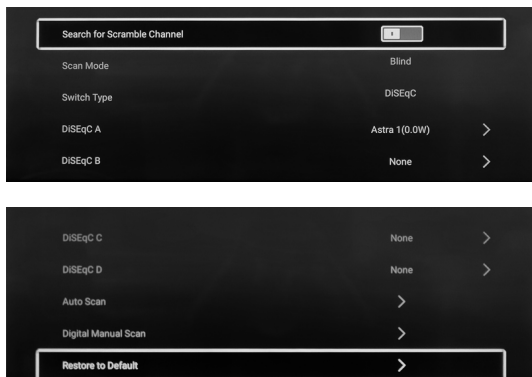 Search for Scramble Channel
Scan Mode Blind
Switch Type DiSEqC
DiSEqC A Astra 1(0.0W)
DiSEqC B None
DiSEqC C None
DiSEqC D None
Auto Scan
Digital Manual Scan
Restore to Default